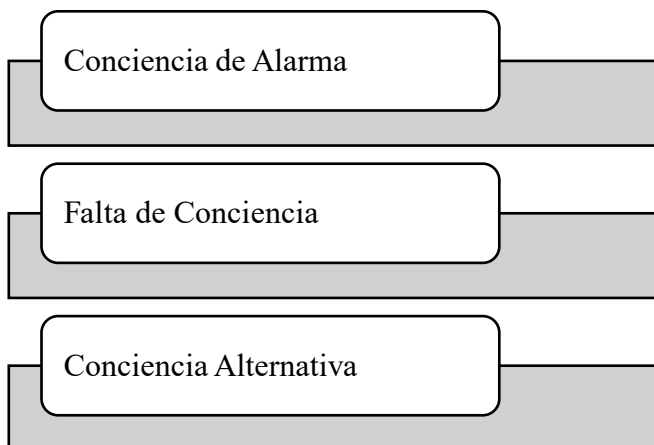 Conciencia de Alarma
Falta de Conciencia
Conciencia Alternativa